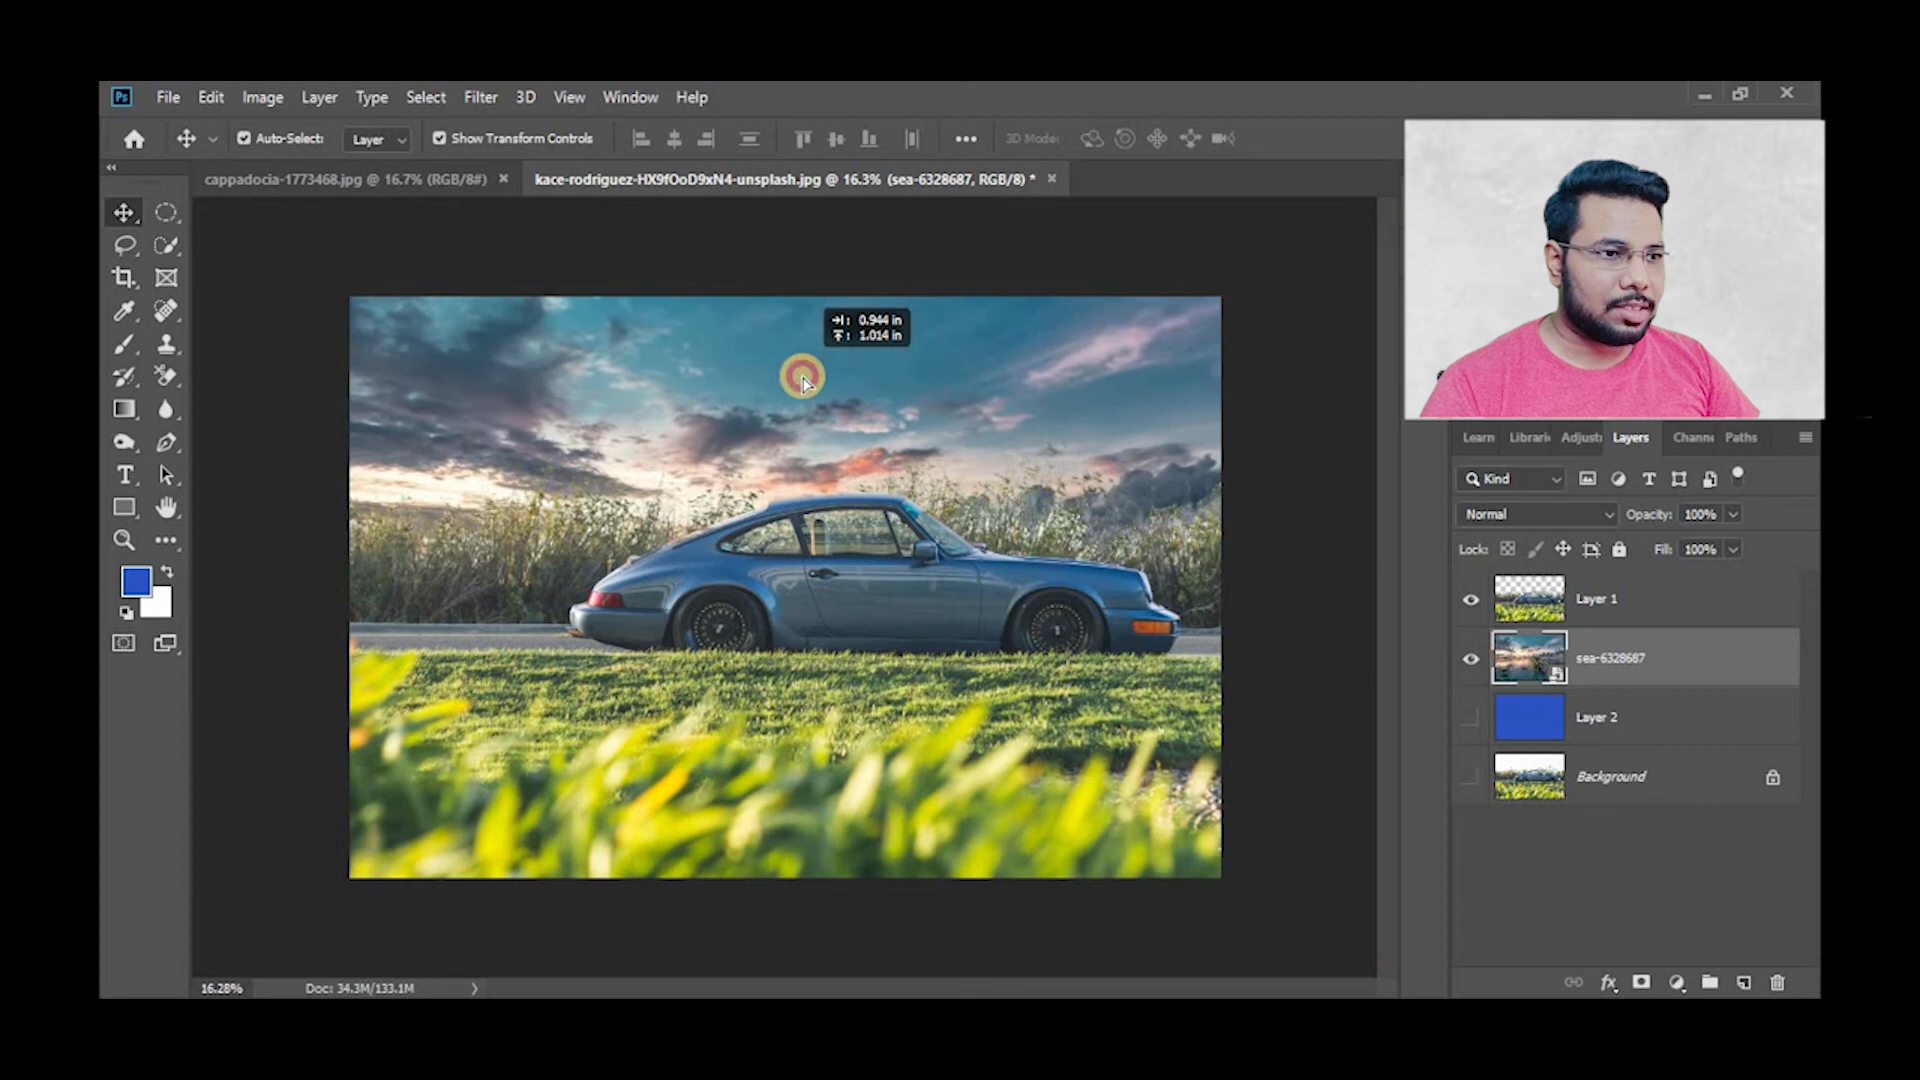 Ps File Edit Image Layer Type Select Filter 3D View Window Help
Auto-Select: Layer Show Transform Controls 3D Mode:
cappadocia-1773468.jpg @ 16.7% (RGB/8#) kace-rodriguez-HX9fOoD9xN4-unsplash.jpg @ 16.3% (sea-6328687, RGB/8) *
0.944 in
1.014 in
Learn Librari Adjust Layers Chann Paths
Kind
Normal Opacity: 100%
Lock: Fill: 100%
Layer 1
sea-6328687
Layer 2
Background
16.28% Doc: 34.3M/133.1M